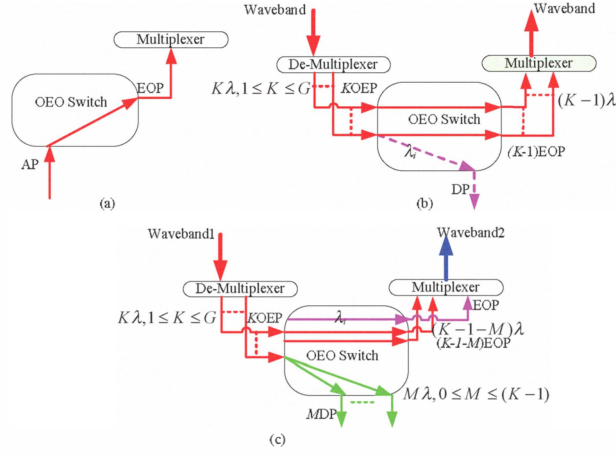 Multiplexer
EOP
OEO Switch
AP
(a)
Waveband
De-Multiplexer
Kλ,1≤K≤G
KOEP
OEO Switch
λi
DP
Waveband
Multiplexer
(K−1)λ
(K-1)EOP
(b)
Waveband1
De-Multiplexer
Kλ,1≤K≤G
KOEP
OEO Switch
λi
Waveband2
Multiplexer
EOP
(K−1−M)λ
(K-1-M)EOP
Mλ,0≤M≤(K−1)
MDP
(c)